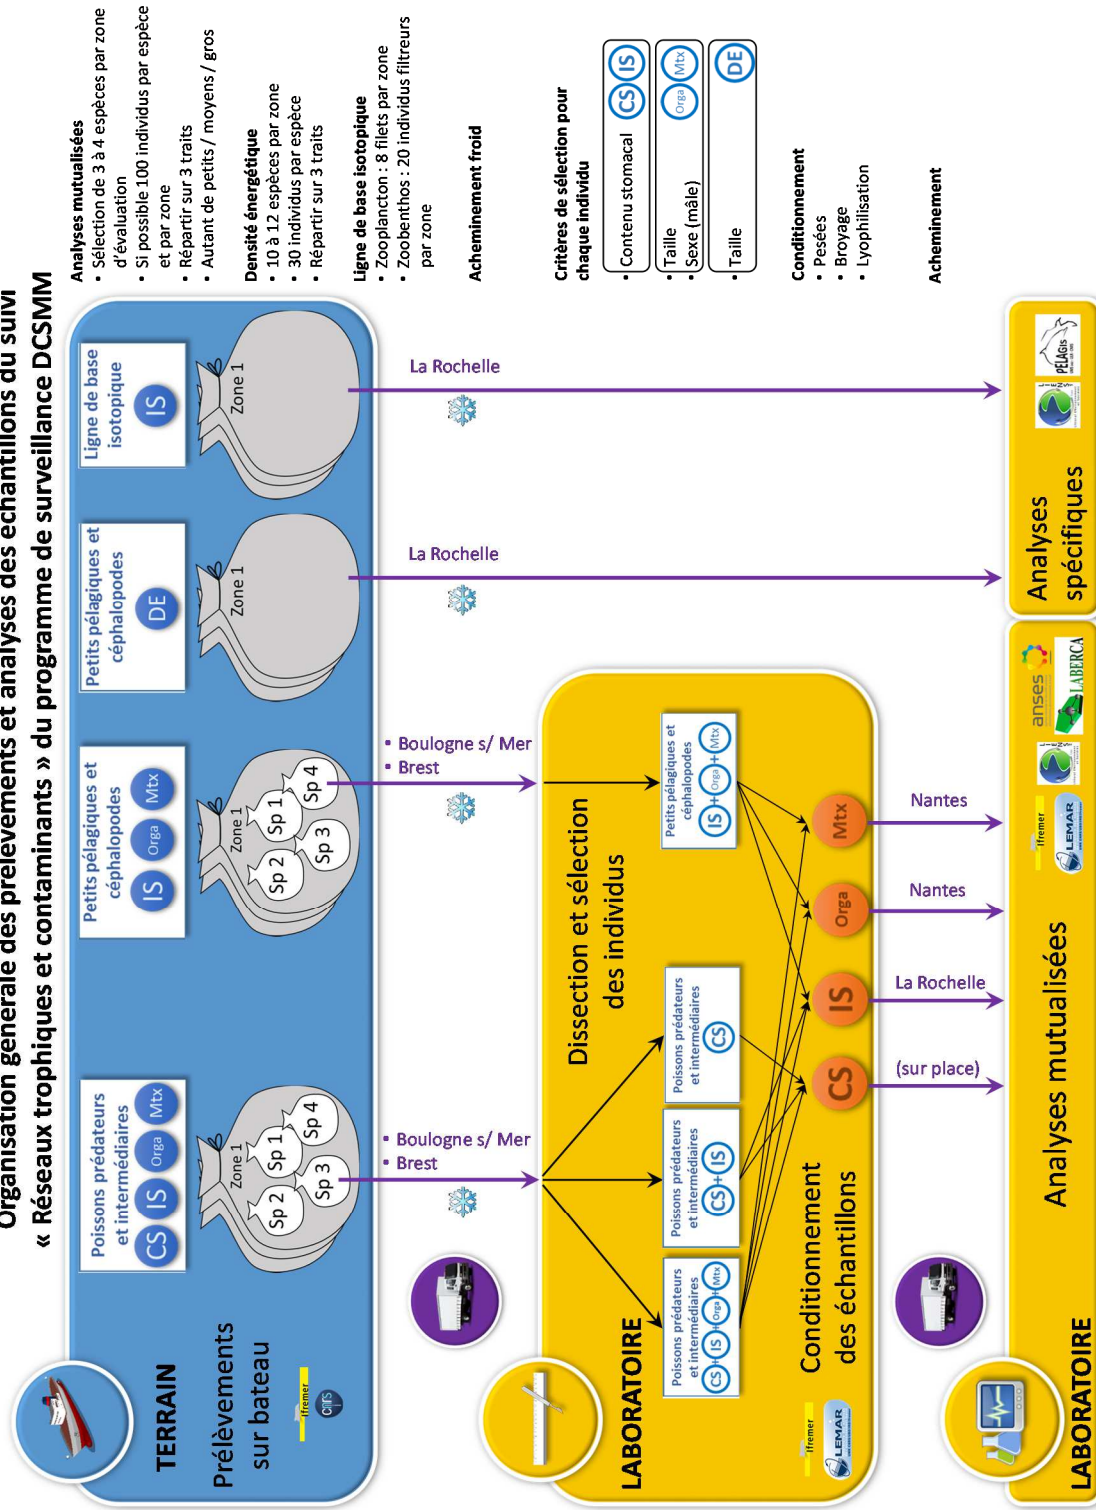 Organisation generale des prelevements et analyses des echantillons du suivi
« Réseaux trophiques et contaminants » du programme de surveillance DCSMM
TERRAIN
Prélèvements
sur bateau
Ifremer
cnrs
Poissons prédateurs
et intermédiaires
CS IS Orga Mtx
Zone 1
Sp 1
Sp 2
Sp 3
Sp 4
Petits pélagiques et
céphalopodes
IS Orga Mtx
Zone 1
Sp 1
Sp 2
Sp 3
Sp 4
Petits pélagiques et
céphalopodes
DE
Zone 1
Ligne de base
isotopique
IS
Zone 1
Analyses mutualisées
• Sélection de 3 à 4 espèces par zone
d'évaluation
• Si possible 100 individus par espèce
et par zone
• Répartir sur 3 traits
• Autant de petits / moyens / gros
Densité énergétique
• 10 à 12 espèces par zone
• 30 individus par espèce
• Répartir sur 3 traits
Ligne de base isotopique
• Zooplancton : 8 filets par zone
• Zoobenthos : 20 individus filtreurs
par zone
▪ Boulogne s/ Mer
▪ Brest
▪ Boulogne s/ Mer
▪ Brest
La Rochelle
La Rochelle
Acheminement froid
LABORATOIRE
Dissection et sélection
des individus
Poissons prédateurs
et intermédiaires
CS+IS+Orga+Mtx
Poissons prédateurs
et intermédiaires
CS+IS
Poissons prédateurs
et intermédiaires
CS
Petits pélagiques et
céphalopodes
IS+Orga+Mtx
Conditionnement
des échantillons
Ifremer
LEMAR
CS
IS
Orga
Mtx
Critères de sélection pour
chaque individu
• Contenu stomacal CS IS
• Taille
• Sexe (mâle)
Orga Mtx
• Taille DE
Conditionnement
• Pesées
• Broyage
• Lyophilisation
(sur place)
La Rochelle
Nantes
Nantes
Acheminement
LABORATOIRE
Analyses mutualisées
Ifremer
LEMAR
LIENSs
anses
LABERCA
Analyses
spécifiques
LIENSs
PELAGIS